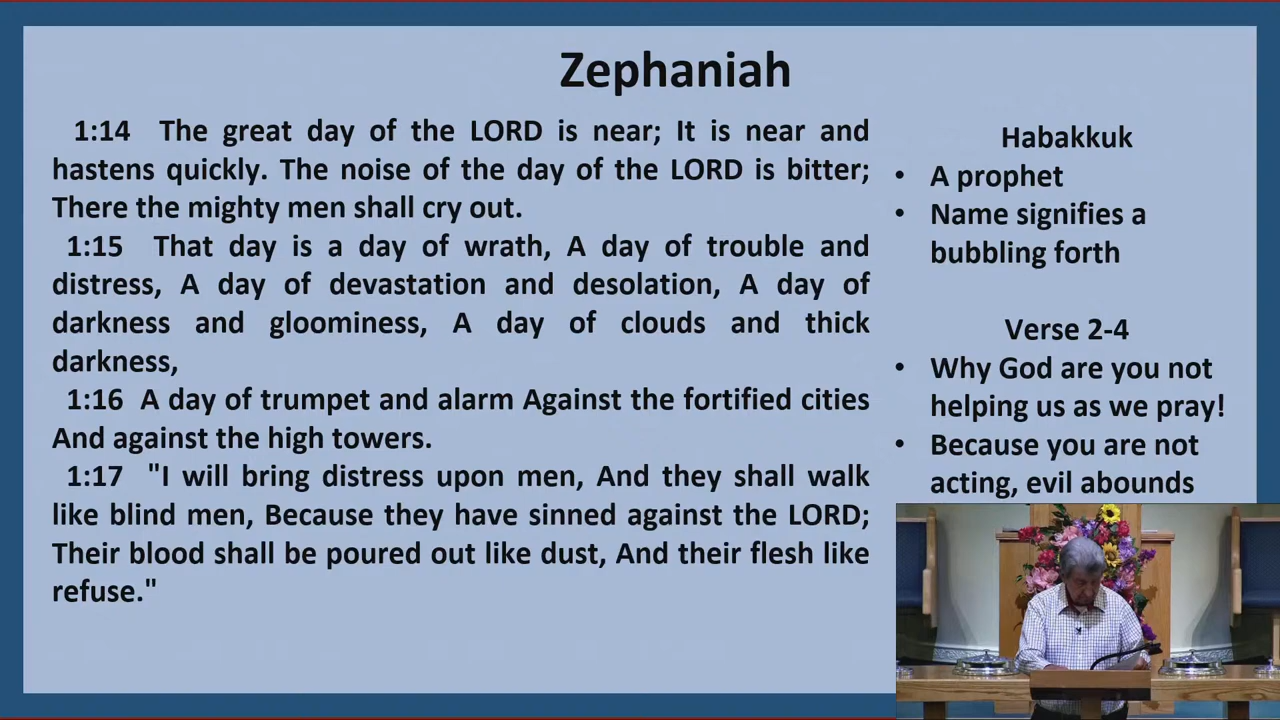 Zephaniah
1:14 The great day of the LORD is near; It is near and
hastens quickly. The noise of the day of the LORD is bitter;
There the mighty men shall cry out.
1:15 That day is a day of wrath, A day of trouble and
distress, A day of devastation and desolation, A day of
darkness and gloominess, A day of clouds and thick
darkness,
1:16 A day of trumpet and alarm Against the fortified cities
And against the high towers.
1:17 "I will bring distress upon men, And they shall walk
like blind men, Because they have sinned against the LORD;
Their blood shall be poured out like dust, And their flesh like
refuse."
Habakkuk
• A prophet
• Name signifies a
bubbling forth
Verse 2-4
• Why God are you not
helping us as we pray!
• Because you are not
acting, evil abounds